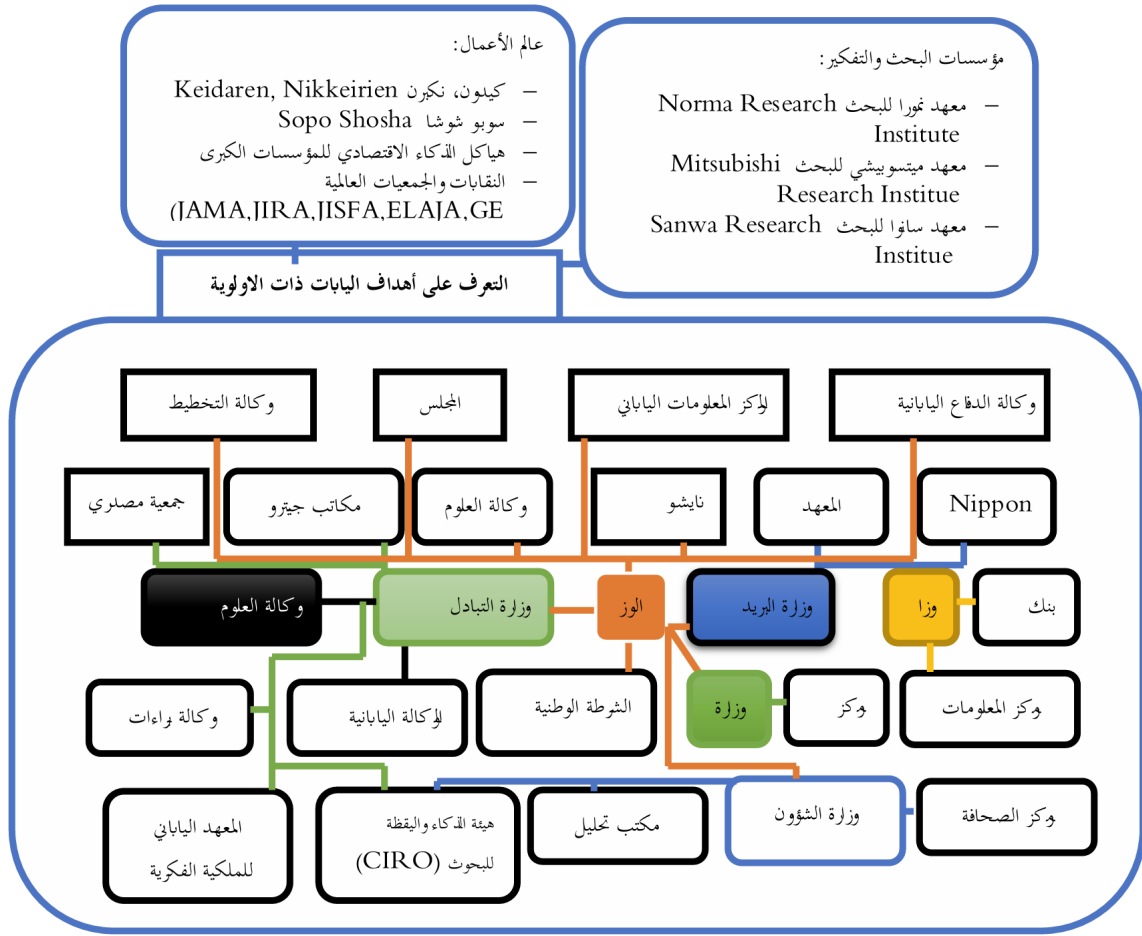 عالم الأعمال:
– كيدون، نكيرن Keidaren, Nikkeirien
– سوبو شوشا Sopo Shosha
– هياكل الذكاء الاقتصادي للمؤسسات الكبرى
– النقابات والجمعيات العالمية
(JAMA,JIRA,JISFA,ELAJA,GE
مؤسسات البحث والتفكير:
– معهد نمورا للبحث Norma Research
Institute
– معهد ميتسوبيشي للبحث Mitsubishi
Research Institue
– معهد سانوا للبحث Sanwa Research
Institue
التعرف على أهداف اليابات ذات الاولوية
وكالة الدفاع اليابانية
المركز المعلومات الياباني
المجلس
وكالة التخطيط
Nippon
المعهد
نايشو
وكالة العلوم
مكاتب جيترو
جمعية مصدري
بنك
وزا
وزارة البريد
الوز
وزارة التبادل
وكالة العلوم
مركز المعلومات
مركز
وزارة
الشرطة الوطنية
الوكالة اليابانية
وكالة براءات
مركز الصحافة
وزارة الشؤون
مكتب تحليل
هيئة الذكاء واليقظة
للبحوث (CIRO)
المعهد الياباني
للملكية الفكرية